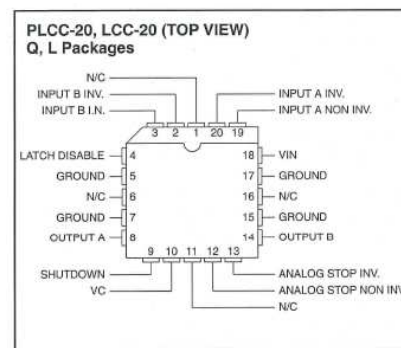 PLCC-20, LCC-20 (TOP VIEW)
Q, L Packages
N/C
INPUT B INV.
INPUT B I.N.
INPUT A INV.
INPUT A NON INV.
3 2 1 20 19
LATCH DISABLE 4
GROUND 5
N/C 6
GROUND 7
OUTPUT A 8
18 VIN
17 GROUND
16 N/C
15 GROUND
14 OUTPUT B
9 10 11 12 13
SHUTDOWN
VC
ANALOG STOP INV.
ANALOG STOP NON INV
N/C